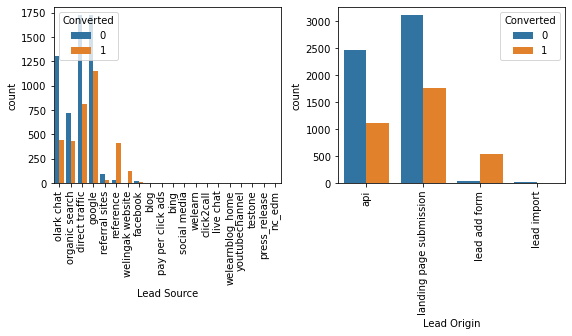 1750
1500
1250
1000
750
500
250
0
count
Converted
0
1
olark chat
organic search
direct traffic
google
referral sites
reference
welingak website
facebook
blog
pay per click ads
bing
social media
welearn
click2call
live chat
welearnblog_home
youtubechannel
testone
press_release
nc_edm
Lead Source
3000
2500
2000
1500
1000
500
0
count
Converted
0
1
api
landing page submission
lead add form
lead import
Lead Origin